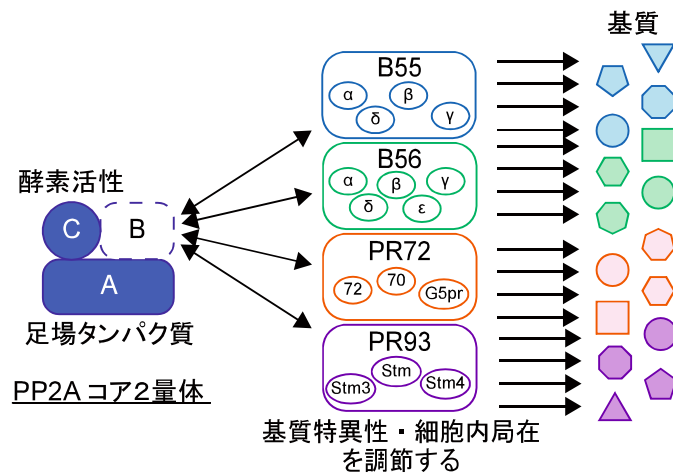 基質
B55
α
β
δ
γ
B56
α
β
γ
δ
ε
PR72
72
70
G5pr
PR93
Stm3
Stm
Stm4
酵素活性
C
B
A
足場タンパク質
PP2A コア2量体
基質特異性・細胞内局在
を調節する